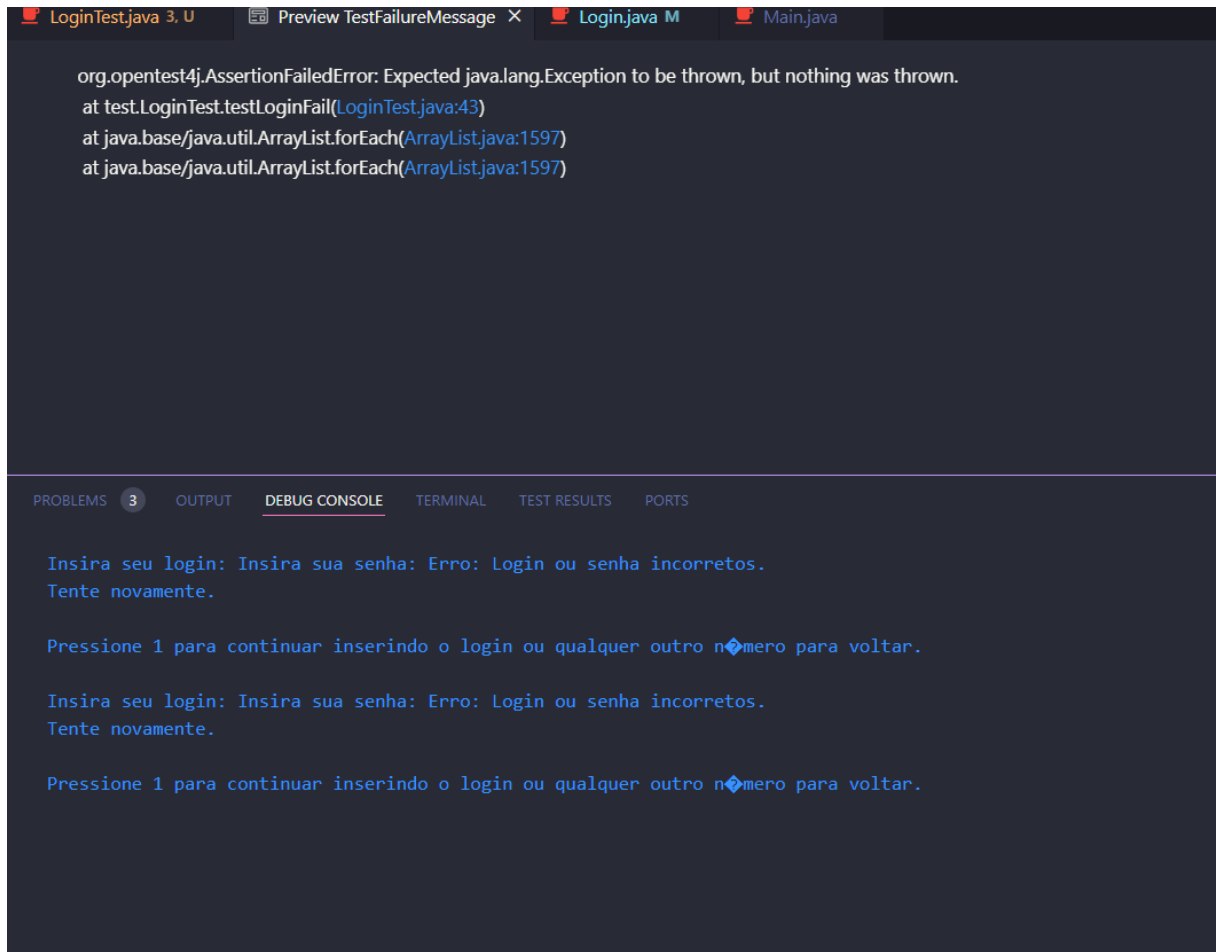 LoginTest.java 3, U Preview TestFailureMessage × Login.java M Main.java
org.opentest4j.AssertionFailedError: Expected java.lang.Exception to be thrown, but nothing was thrown.
at test.LoginTest.testLoginFail(LoginTest.java:43)
at java.base/java.util.ArrayList.forEach(ArrayList.java:1597)
at java.base/java.util.ArrayList.forEach(ArrayList.java:1597)
PROBLEMS 3 OUTPUT DEBUG CONSOLE TERMINAL TEST RESULTS PORTS
Insira seu login: Insira sua senha: Erro: Login ou senha incorretos.
Tente novamente.
Pressione 1 para continuar inserindo o login ou qualquer outro n�mero para voltar.
Insira seu login: Insira sua senha: Erro: Login ou senha incorretos.
Tente novamente.
Pressione 1 para continuar inserindo o login ou qualquer outro n�mero para voltar.